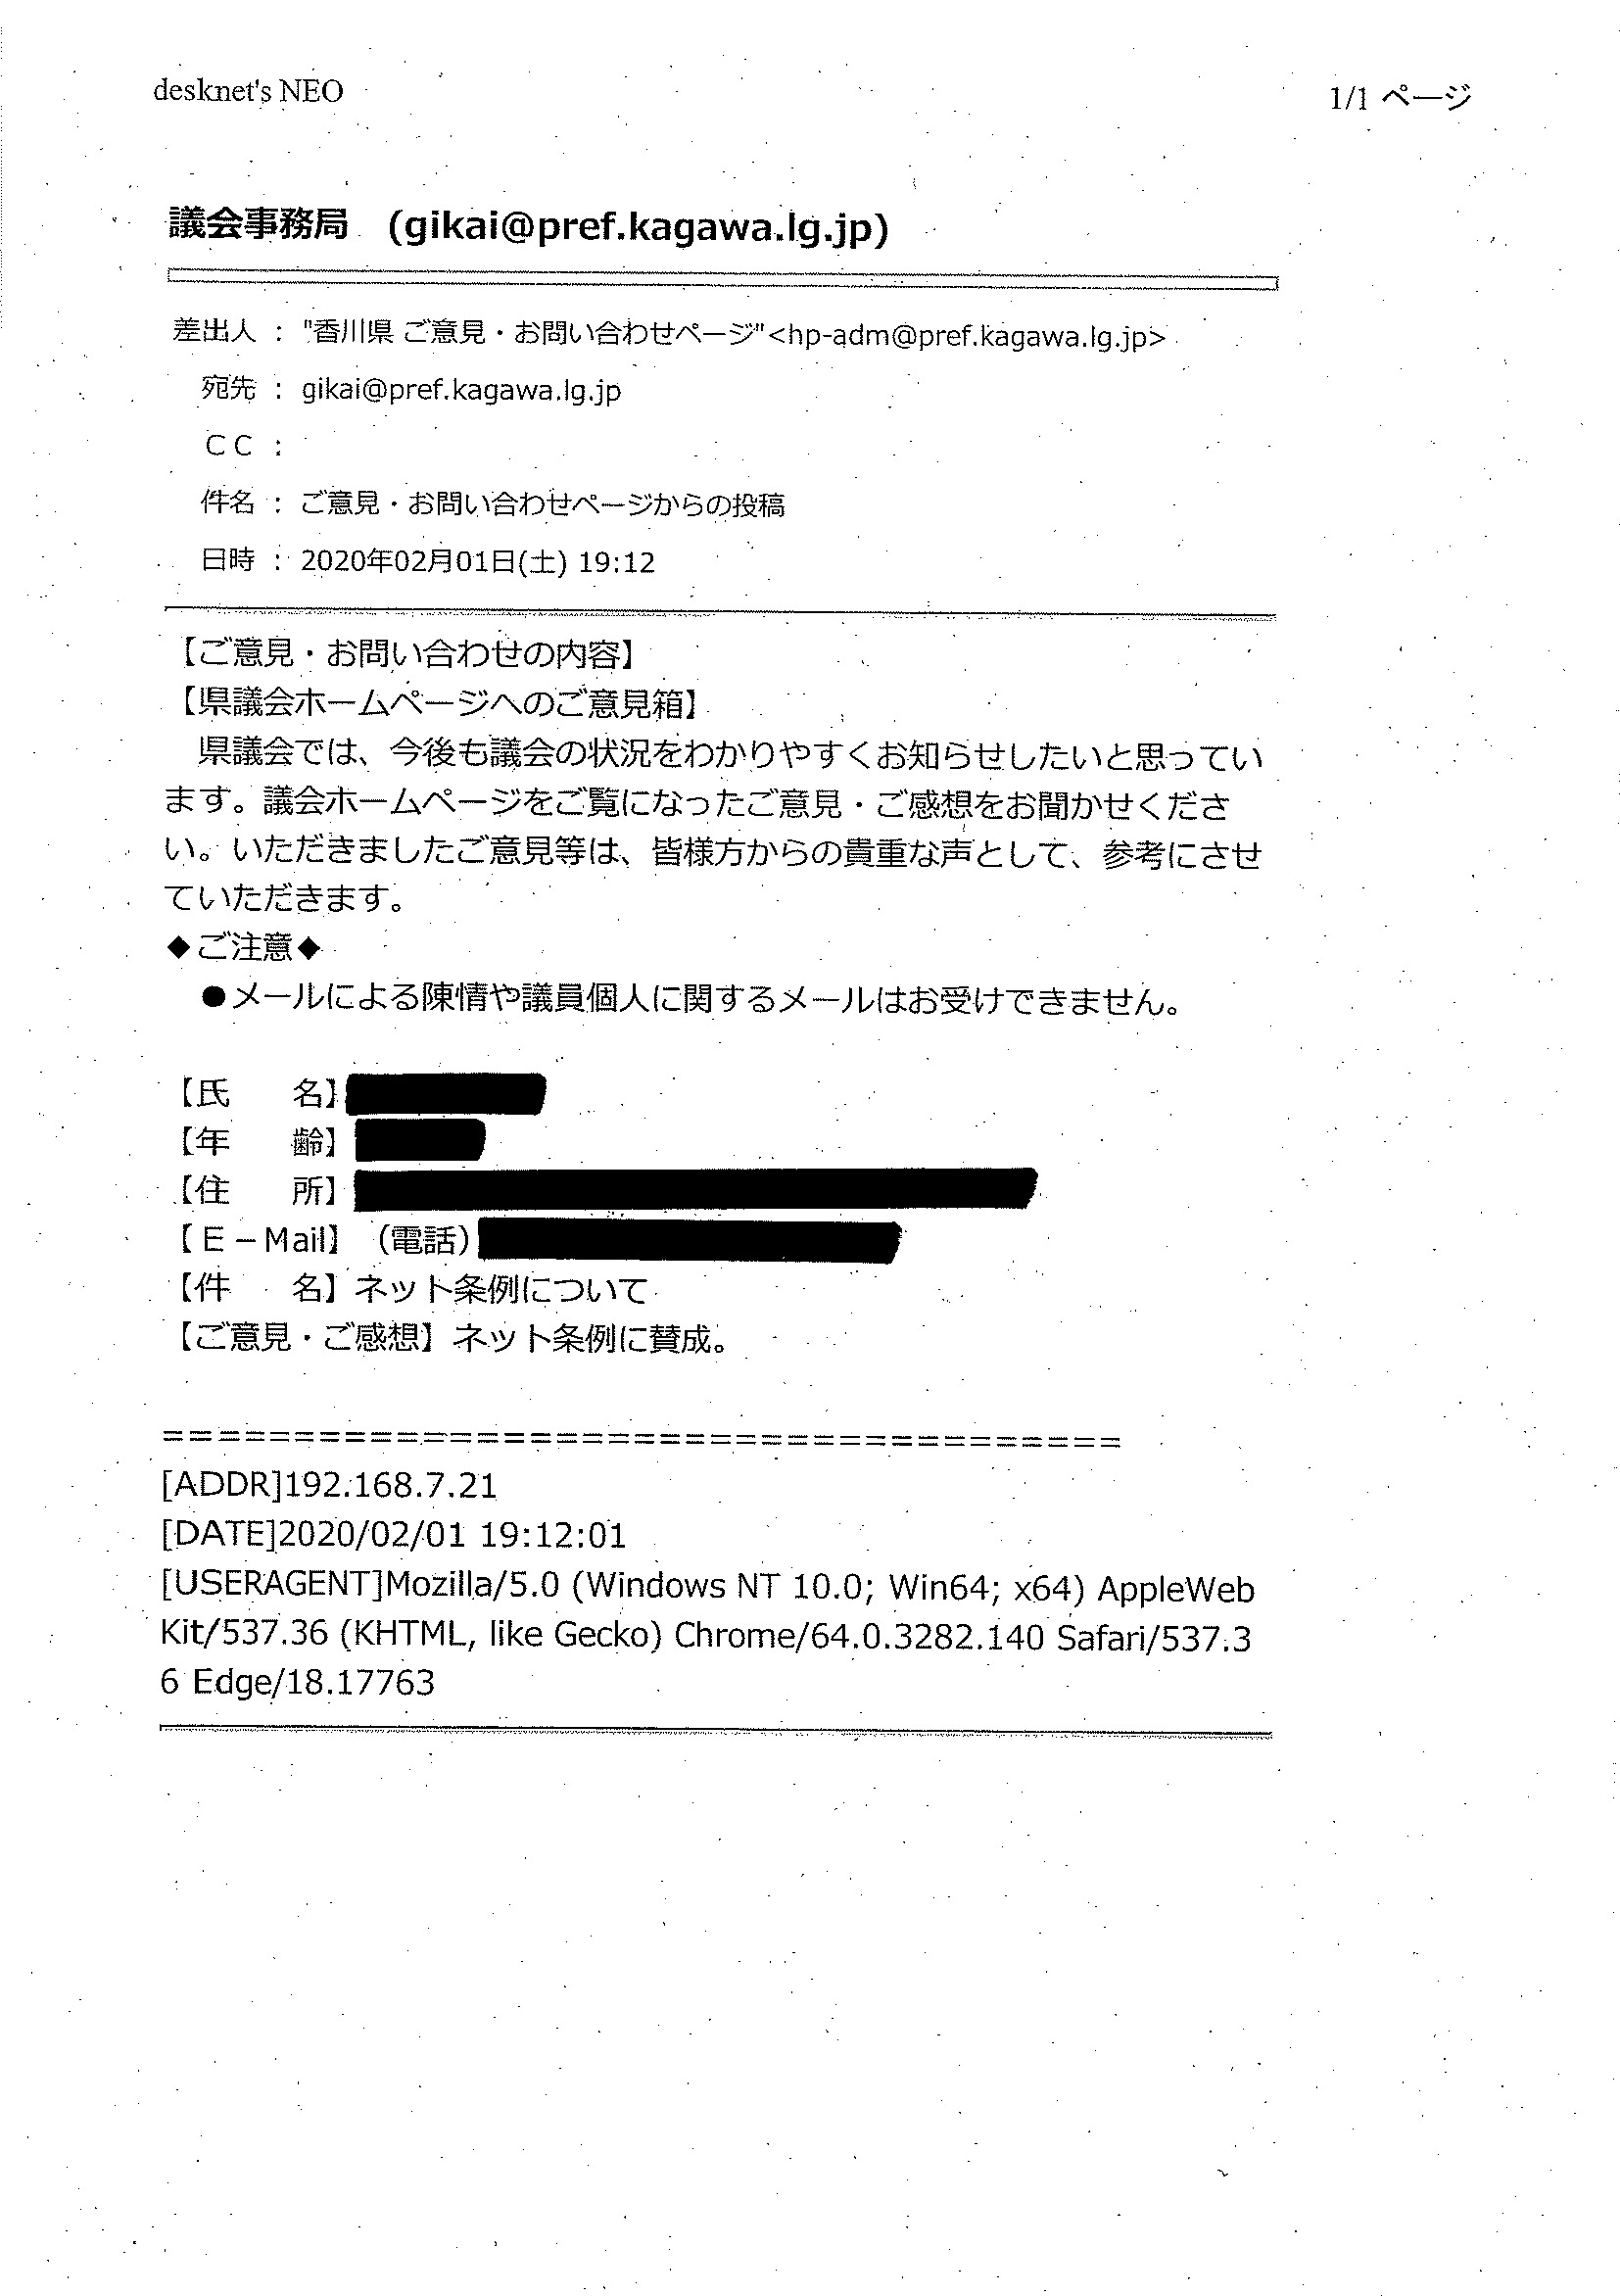 desknet's NEO
1/1 ページ
議会事務局 (gikai@pref.kagawa.lg.jp)
差出人 : "香川県 ご意見・お問い合わせページ"<hp-adm@pref.kagawa.lg.jp>
宛先 : gikai@pref.kagawa.lg.jp
ＣＣ :
件名 : ご意見・お問い合わせページからの投稿
日時 : 2020年02月01日(土) 19:12
【ご意見・お問い合わせの内容】
【県議会ホームページへのご意見箱】
　県議会では、今後も議会の状況をわかりやすくお知らせしたいと思ってい
ます。議会ホームページをご覧になったご意見・ご感想をお聞かせくださ
い。いただきましたご意見等は、皆様方からの貴重な声として、参考にさせ
ていただきます。
◆ご注意◆
　●メールによる陳情や議員個人に関するメールはお受けできません。
【氏　　名】
【年　　齢】
【住　　所】
【Ｅ－Mail】（電話）
【件　　名】ネット条例について
【ご意見・ご感想】ネット条例に賛成。
=====================================
[ADDR]192.168.7.21
[DATE]2020/02/01 19:12:01
[USERAGENT]Mozilla/5.0 (Windows NT 10.0; Win64; x64) AppleWeb
Kit/537.36 (KHTML, like Gecko) Chrome/64.0.3282.140 Safari/537.3
6 Edge/18.17763